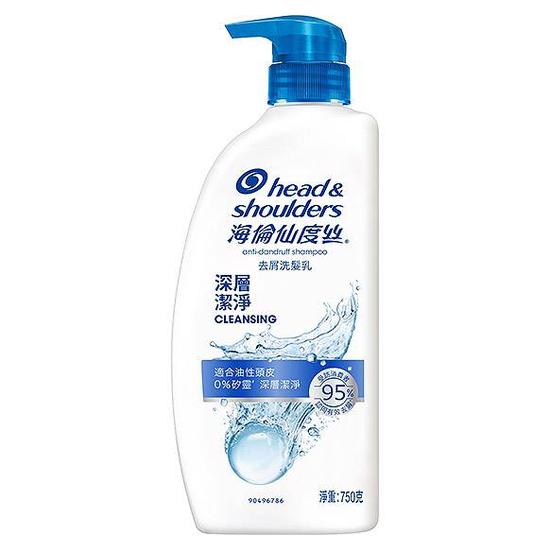 head &
shoulders
海倫仙度丝®
anti-dandruff shampoo
去屑洗髮乳
深層
潔淨
CLEANSING
適合油性頭皮
0%矽靈* 深層潔淨
95%
90496786
淨重:750克